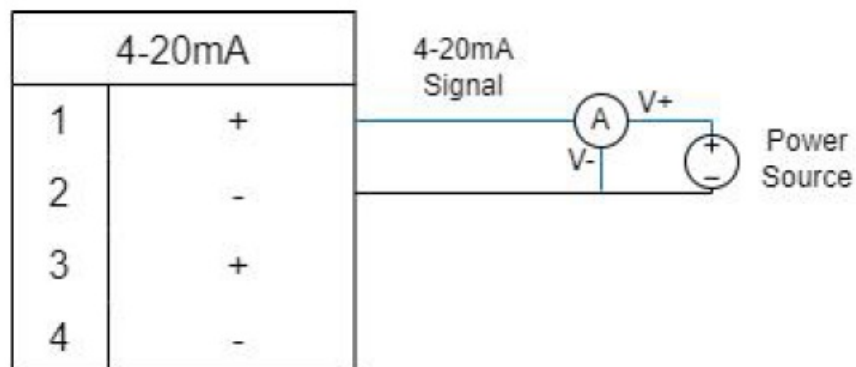 4-20mA
1 +
2 -
3 +
4 -
4-20mA
Signal
A
V+
V-
+
-
Power
Source